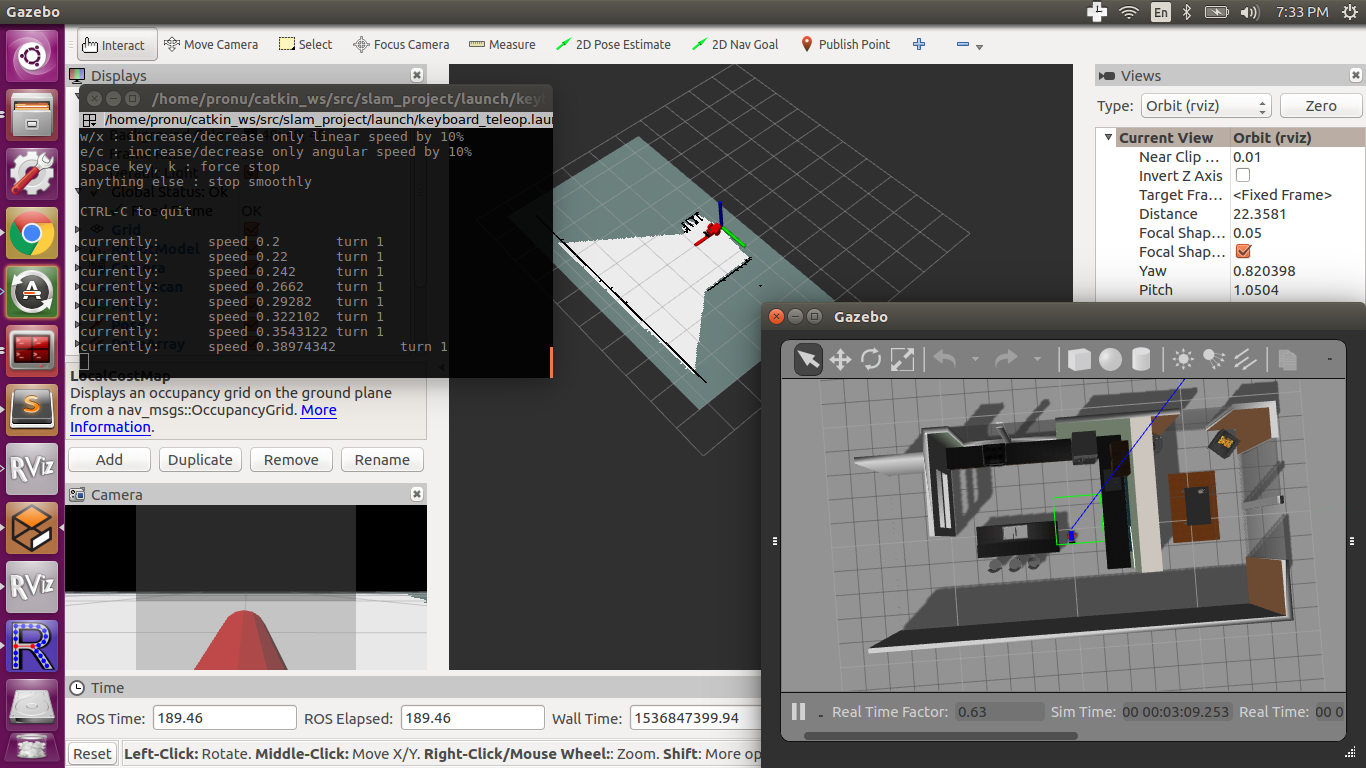 Gazebo
En
7:33 PM
Interact
Move Camera
Select
Focus Camera
Measure
2D Pose Estimate
2D Nav Goal
Publish Point
Displays
/home/pronu/catkin_ws/src/slam_project/launch/key
/home/pronu/catkin_ws/src/slam_project/launch/keyboard_teleop.lau
w/x : increase/decrease only linear speed by 10%
e/c : increase/decrease only angular speed by 10%
space key, k : force stop
anything else : stop smoothly
Global Status: Ok
CTRL-C to quit
OK
Grid
currently: speed 0.2 turn 1
currently: speed 0.22 turn 1
currently: speed 0.242 turn 1
currently: speed 0.2662 turn 1
currently: speed 0.29282 turn 1
currently: speed 0.322102 turn 1
currently: speed 0.3543122 turn 1
currently: speed 0.38974342 turn 1
LocalCostMap
Displays an occupancy grid on the ground plane
from a nav_msgs::OccupancyGrid. More
Information.
Add
Duplicate
Remove
Rename
Camera
Views
Type:
Orbit (rviz)
Zero
Current View Orbit (rviz)
Near Clip ... 0.01
Invert Z Axis
Target Fra... <Fixed Frame>
Distance 22.3581
Focal Shap... 0.05
Focal Shap...
Yaw 0.820398
Pitch 1.0504
Gazebo
Real Time Factor: 0.63 Sim Time: 00 00:03:09.253 Real Time: 00 0
Time
ROS Time: 189.46 ROS Elapsed: 189.46 Wall Time: 1536847399.94
Reset
Left-Click: Rotate. Middle-Click: Move X/Y. Right-Click/Mouse Wheel:: Zoom. Shift: More op
RViz
RViz